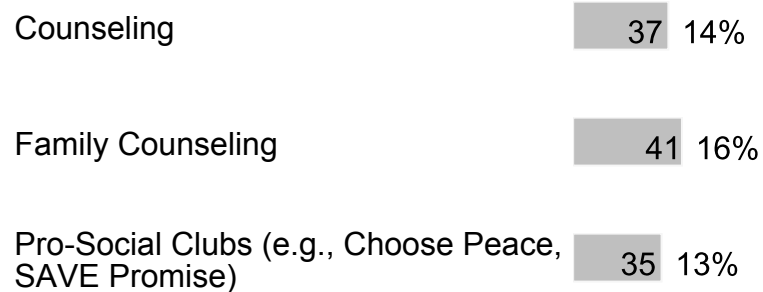 Counseling 37 14%
Family Counseling 41 16%
Pro-Social Clubs (e.g., Choose Peace,
SAVE Promise) 35 13%